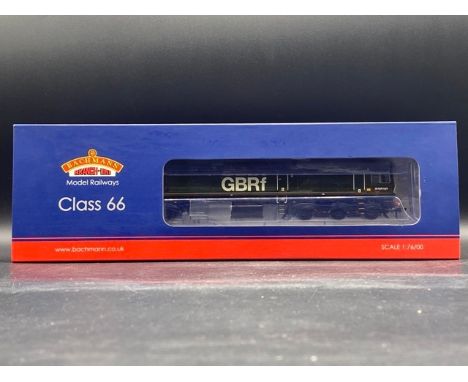 BACHMANN
BRANCH-LINE
Model Railways
Class 66
GBRf
www.bachmann.co.uk
SCALE 1:76/00